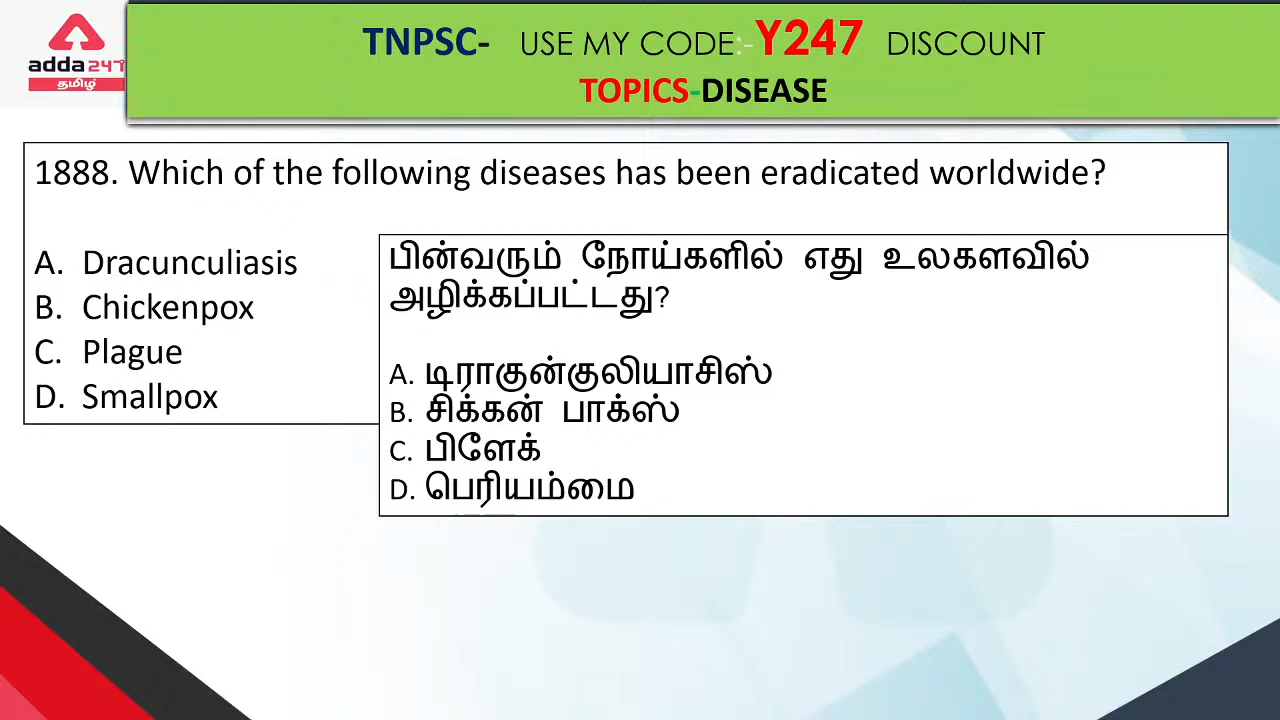 adda247
தமிழ்
TNPSC- USE MY CODE:-Y247 DISCOUNT
TOPICS-DISEASE
1888. Which of the following diseases has been eradicated worldwide?
A. Dracunculiasis
B. Chickenpox
C. Plague
D. Smallpox
பின்வரும் நோய்களில் எது உலகளவில்
அழிக்கப்பட்டது?
A. டிராகுன்குலியாசிஸ்
B. சிக்கன் பாக்ஸ்
C. பிளேக்
D. பெரியம்மை